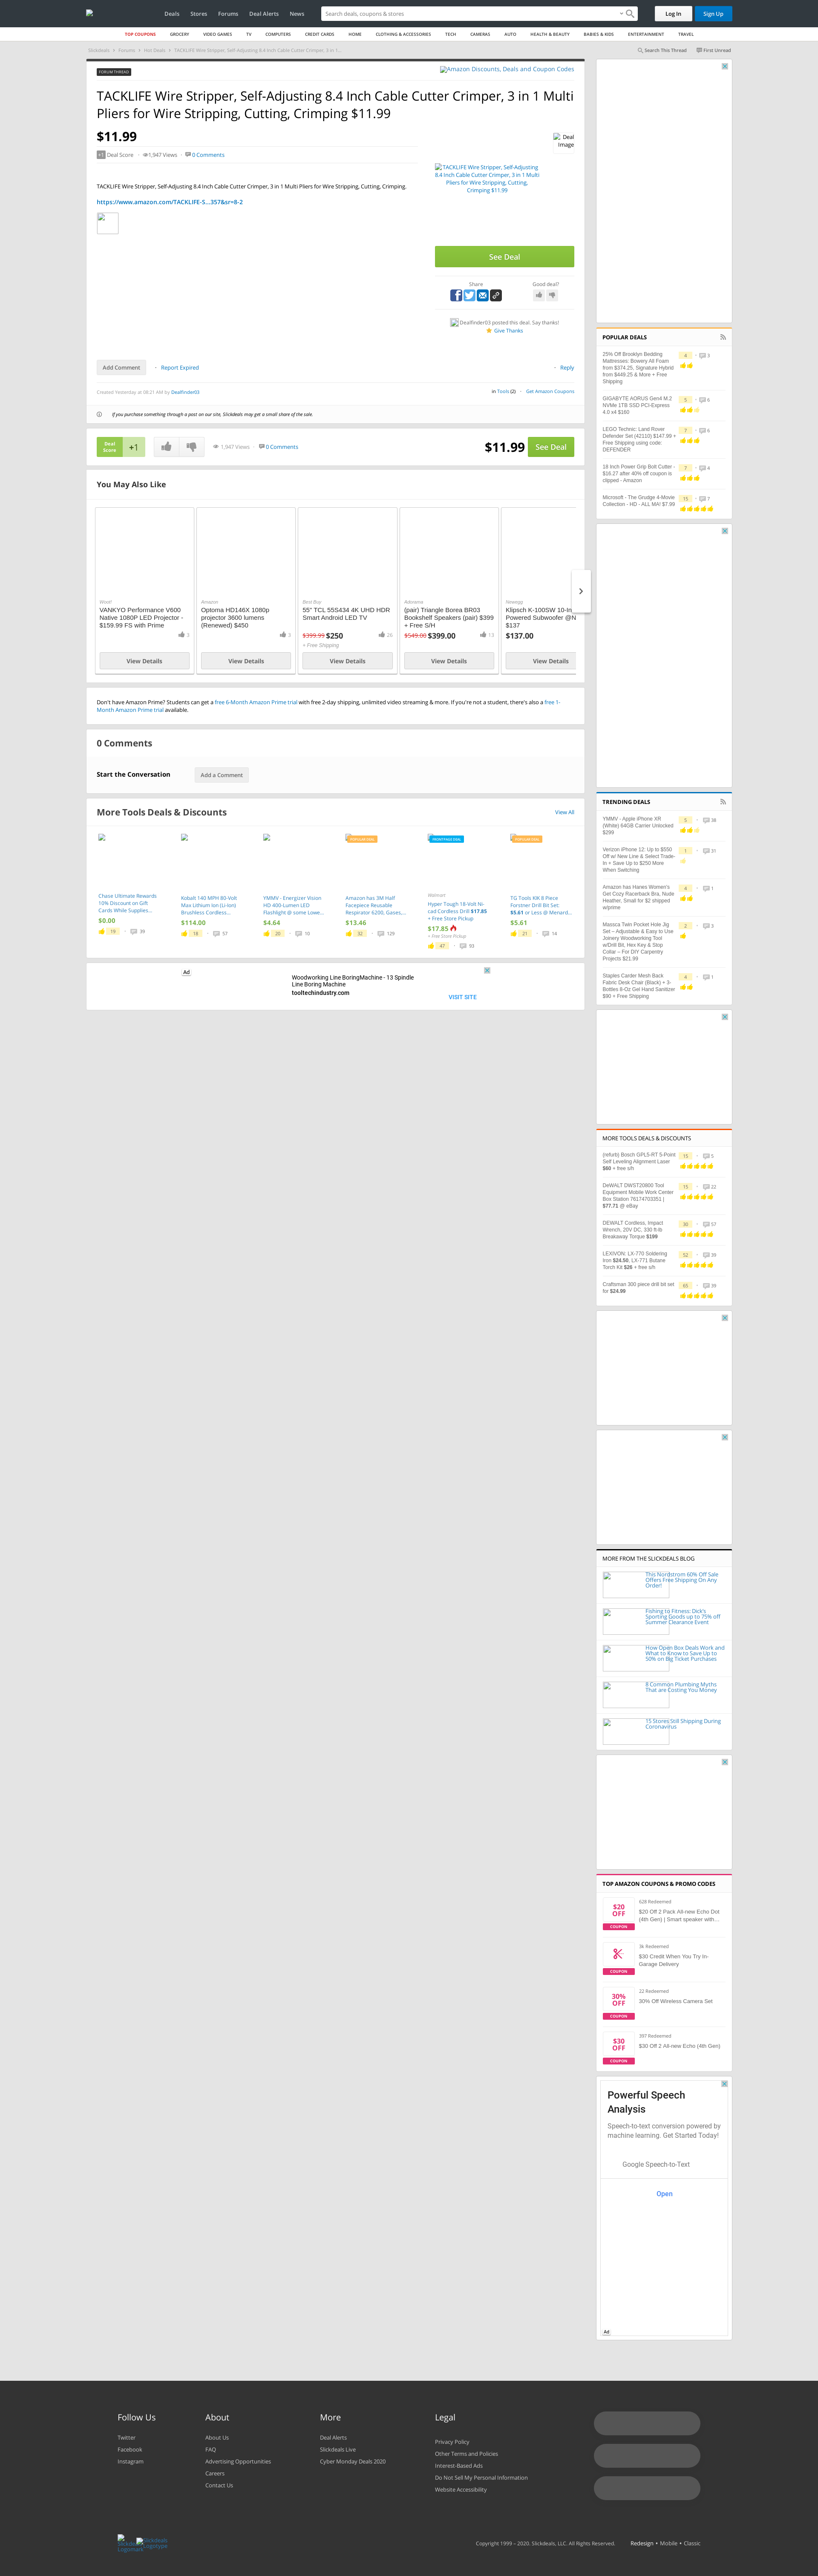 Deals Stores Forums Deal Alerts News
Search deals, coupons & stores
Log In
Sign Up
TOP COUPONS GROCERY VIDEO GAMES TV COMPUTERS CREDIT CARDS HOME CLOTHING & ACCESSORIES TECH CAMERAS AUTO HEALTH & BEAUTY BABIES & KIDS ENTERTAINMENT TRAVEL
Slickdeals Forums Hot Deals TACKLIFE Wire Stripper, Self-Adjusting 8.4 Inch Cable Cutter Crimper, 3 in 1...
Search This Thread
First Unread
FORUM THREAD
Amazon Discounts, Deals and Coupon Codes
TACKLIFE Wire Stripper, Self-Adjusting 8.4 Inch Cable Cutter Crimper, 3 in 1 Multi
Pliers for Wire Stripping, Cutting, Crimping $11.99
$11.99
+1 Deal Score 1,947 Views 0 Comments
Deal
Image
TACKLIFE Wire Stripper, Self-Adjusting 8.4 Inch Cable Cutter Crimper, 3 in 1 Multi Pliers for Wire Stripping, Cutting, Crimping.
https://www.amazon.com/TACKLIFE-S...357&sr=8-2
TACKLIFE Wire Stripper, Self-Adjusting
8.4 Inch Cable Cutter Crimper, 3 in 1 Multi
Pliers for Wire Stripping, Cutting,
Crimping $11.99
See Deal
Share
Good deal?
Dealfinder03 posted this deal. Say thanks!
Give Thanks
Add Comment
Report Expired
Reply
Created Yesterday at 08:21 AM by Dealfinder03
in Tools (2)
Get Amazon Coupons
If you purchase something through a post on our site, Slickdeals may get a small share of the sale.
Deal
Score
+1
1,947 Views
0 Comments
$11.99
See Deal
You May Also Like
Woot!
VANKYO Performance V600
Native 1080P LED Projector -
$159.99 FS with Prime
3
View Details
Amazon
Optoma HD146X 1080p
projector 3600 lumens
(Renewed) $450
3
View Details
Best Buy
55" TCL 55S434 4K UHD HDR
Smart Android LED TV
$399.99 $250
26
+ Free Shipping
View Details
Adorama
(pair) Triangle Borea BR03
Bookshelf Speakers (pair) $399
+ Free S/H
$549.00 $399.00
13
View Details
Newegg
Klipsch K-100SW 10-In
Powered Subwoofer @N
$137
$137.00
View Details
Don't have Amazon Prime? Students can get a free 6-Month Amazon Prime trial with free 2-day shipping, unlimited video streaming & more. If you're not a student, there's also a free 1-
Month Amazon Prime trial available.
0 Comments
Start the Conversation
Add a Comment
More Tools Deals & Discounts
View All
Chase Ultimate Rewards
10% Discount on Gift
Cards While Supplies...
$0.00
19 39
Kobalt 140 MPH 80-Volt
Max Lithium Ion (Li-ion)
Brushless Cordless...
$114.00
18 57
YMMV - Energizer Vision
HD 400-Lumen LED
Flashlight @ some Lowe...
$4.64
20 10
POPULAR DEAL
Amazon has 3M Half
Facepiece Reusable
Respirator 6200, Gases,...
$13.46
32 129
FRONTPAGE DEAL
Walmart
Hyper Tough 18-Volt Ni-
cad Cordless Drill $17.85
+ Free Store Pickup
$17.85
+ Free Store Pickup
47 93
POPULAR DEAL
TG Tools KIK 8 Piece
Forstner Drill Bit Set:
$5.61 or Less @ Menard...
$5.61
21 14
Ad
Woodworking Line BoringMachine - 13 Spindle
Line Boring Machine
tooltechindustry.com
VISIT SITE
POPULAR DEALS
25% Off Brooklyn Bedding
Mattresses: Bowery All Foam
from $374.25, Signature Hybrid
from $449.25 & More + Free
Shipping
4 3
GIGABYTE AORUS Gen4 M.2
NVMe 1TB SSD PCI-Express
4.0 x4 $160
5 6
LEGO Technic: Land Rover
Defender Set (42110) $147.99 +
Free Shipping using code:
DEFENDER
7 6
18 Inch Power Grip Bolt Cutter -
$16.27 after 40% off coupon is
clipped - Amazon
7 4
Microsoft - The Grudge 4-Movie
Collection - HD - ALL MA! $7.99
15 7
TRENDING DEALS
YMMV - Apple iPhone XR
(White) 64GB Carrier Unlocked
$299
5 38
Verizon iPhone 12: Up to $550
Off w/ New Line & Select Trade-
In + Save Up to $250 More
When Switching
1 31
Amazon has Hanes Women's
Get Cozy Racerback Bra, Nude
Heather, Small for $2 shipped
w/prime
4 1
Massca Twin Pocket Hole Jig
Set – Adjustable & Easy to Use
Joinery Woodworking Tool
w/Drill Bit, Hex Key & Stop
Collar – For DIY Carpentry
Projects $21.99
2 3
Staples Carder Mesh Back
Fabric Desk Chair (Black) + 3-
Bottles 8-Oz Gel Hand Sanitizer
$90 + Free Shipping
4 1
MORE TOOLS DEALS & DISCOUNTS
(refurb) Bosch GPL5-RT 5-Point
Self Leveling Alignment Laser
$60 + free s/h
15 5
DeWALT DWST20800 Tool
Equipment Mobile Work Center
Box Station 76174703351 |
$77.71 @ eBay
15 22
DEWALT Cordless, Impact
Wrench, 20V DC, 330 ft-lb
Breakaway Torque $199
30 57
LEXIVON: LX-770 Soldering
Iron $24.50, LX-771 Butane
Torch Kit $26 + free s/h
52 39
Craftsman 300 piece drill bit set
for $24.99
65 39
MORE FROM THE SLICKDEALS BLOG
This Nordstrom 60% Off Sale
Offers Free Shipping On Any
Order!
Fishing to Fitness; Dick's
Sporting Goods up to 75% off
Summer Clearance Event
How Open Box Deals Work and
What to Know to Save Up to
50% on Big Ticket Purchases
8 Common Plumbing Myths
That are Costing You Money
15 Stores Still Shipping During
Coronavirus
TOP AMAZON COUPONS & PROMO CODES
$20
OFF
COUPON
628 Redeemed
$20 Off 2 Pack All-new Echo Dot
(4th Gen) | Smart speaker with...
COUPON
3k Redeemed
$30 Credit When You Try In-
Garage Delivery
30%
OFF
COUPON
22 Redeemed
30% Off Wireless Camera Set
$30
OFF
COUPON
397 Redeemed
$30 Off 2 All-new Echo (4th Gen)
Powerful Speech
Analysis
Speech-to-text conversion powered by
machine learning. Get Started Today!
Google Speech-to-Text
Open
Ad
Follow Us
Twitter
Facebook
Instagram
About
About Us
FAQ
Advertising Opportunities
Careers
Contact Us
More
Deal Alerts
Slickdeals Live
Cyber Monday Deals 2020
Legal
Privacy Policy
Other Terms and Policies
Interest-Based Ads
Do Not Sell My Personal Information
Website Accessibility
Slickdeals
Logomark
Slickdeals
Logotype
Copyright 1999 – 2020. Slickdeals, LLC. All Rights Reserved.
Redesign • Mobile • Classic